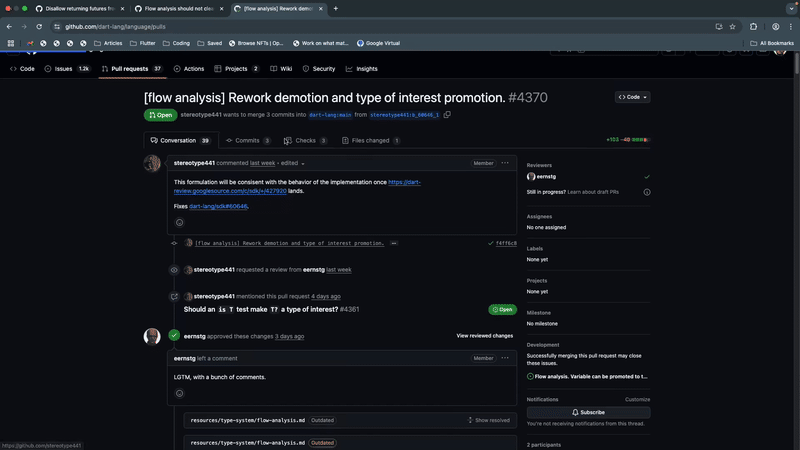 Disallow returning futures fro
Flow analysis should not cle
[flow analysis] Rework demoti
github.com/dart-lang/language/pulls
Articles
Flutter
Coding
Saved
Browse NFTs | Op...
Work on what mat...
Google Virtual
All Bookmarks
Code
Issues 1.2k
Pull requests 37
Actions
Projects 2
Wiki
Security
Insights
[flow analysis] Rework demotion and type of interest promotion. #4370
<> Code
Open
stereotype441 wants to merge 3 commits into dart-lang:main from stereotype441:b_60646_1
Conversation 39
Commits 3
Checks 3
Files changed 1
+103 -49
stereotype441 commented last week • edited
Member
This formulation will be consisent with the behavior of the implementation once https://dart-
review.googlesource.com/c/sdk/+/427920 lands.
Fixes dart-lang/sdk#60646.
[flow analysis] Rework demotion and type of interest promotion.
f4ff6c8
stereotype441 requested a review from eernstg last week
stereotype441 mentioned this pull request 4 days ago
Should an is T test make T? a type of interest? #4361
Open
eernstg approved these changes 3 days ago
View reviewed changes
eernstg left a comment
Member
LGTM, with a bunch of comments.
resources/type-system/flow-analysis.md Outdated
Show resolved
resources/type-system/flow-analysis.md Outdated
Reviewers
eernstg
Still in progress? Learn about draft PRs
Assignees
No one assigned
Labels
None yet
Projects
None yet
Milestone
No milestone
Development
Successfully merging this pull request may close
these issues.
Flow analysis. Variable can be promoted to t...
Notifications
Customize
Subscribe
You're not receiving notifications from this thread.
2 participants
https://github.com/stereotype441